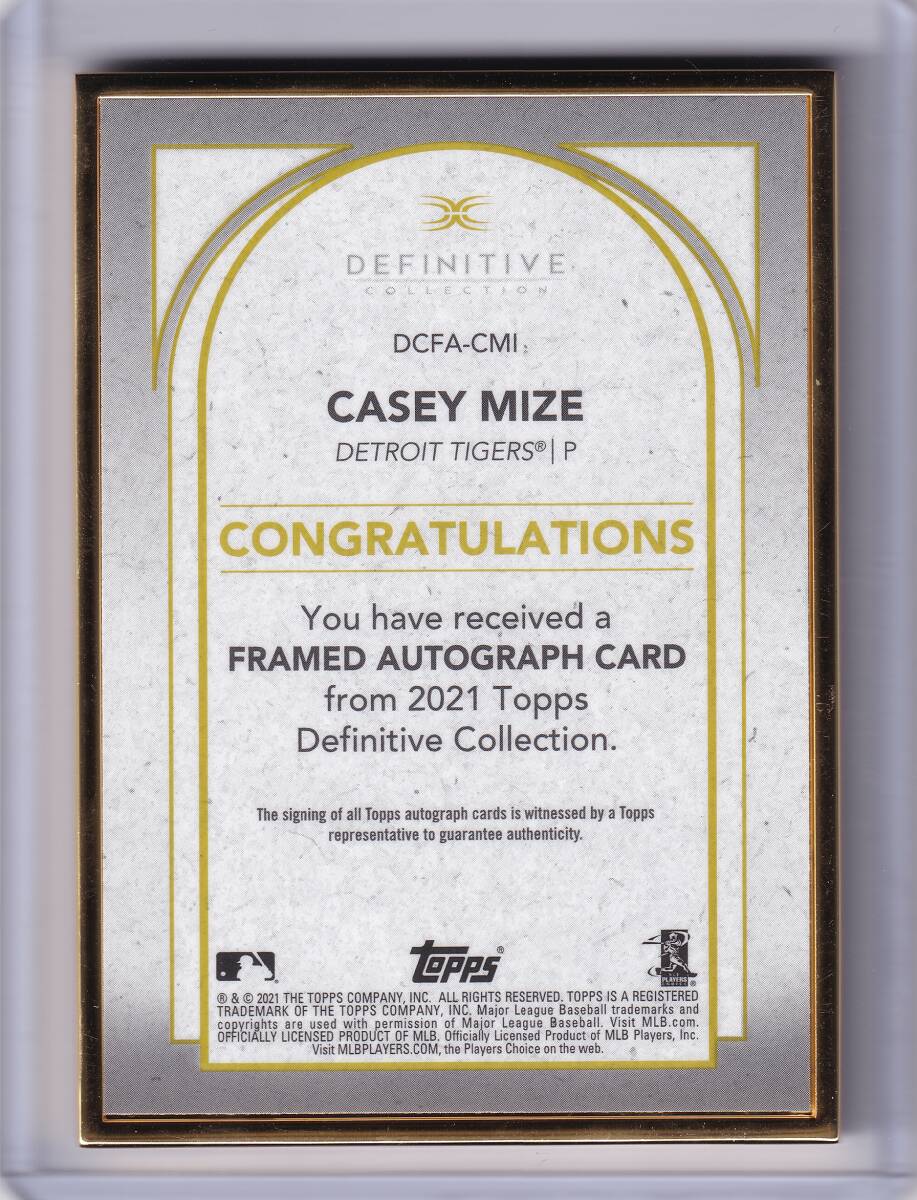 DEFINITIVE
COLLECTION
DCFA-CMI
CASEY MIZE
DETROIT TIGERS® | P
CONGRATULATIONS
You have received a
FRAMED AUTOGRAPH CARD
from 2021 Topps
Definitive Collection.
The signing of all Topps autograph cards is witnessed by a Topps
representative to guarantee authenticity.
topps®
PLAYERS
CHOICE
® & © 2021 THE TOPPS COMPANY, INC. ALL RIGHTS RESERVED. TOPPS IS A REGISTERED
TRADEMARK OF THE TOPPS COMPANY, INC. Major League Baseball trademarks and
copyrights are used with permission of Major League Baseball. Visit MLB.com.
OFFICIALLY LICENSED PRODUCT OF MLB. Officially Licensed Product of MLB Players, Inc.
Visit MLBPLAYERS.COM, the Players Choice on the web.